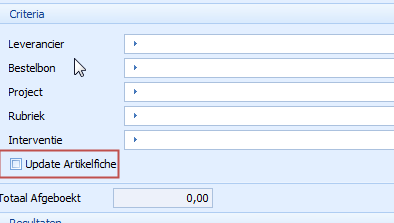 Criteria
Leverancier
Bestelbon
Project
Rubriek
Interventie
Update Artikelfiche
Totaal Afgeboekt 0,00
Resultaten